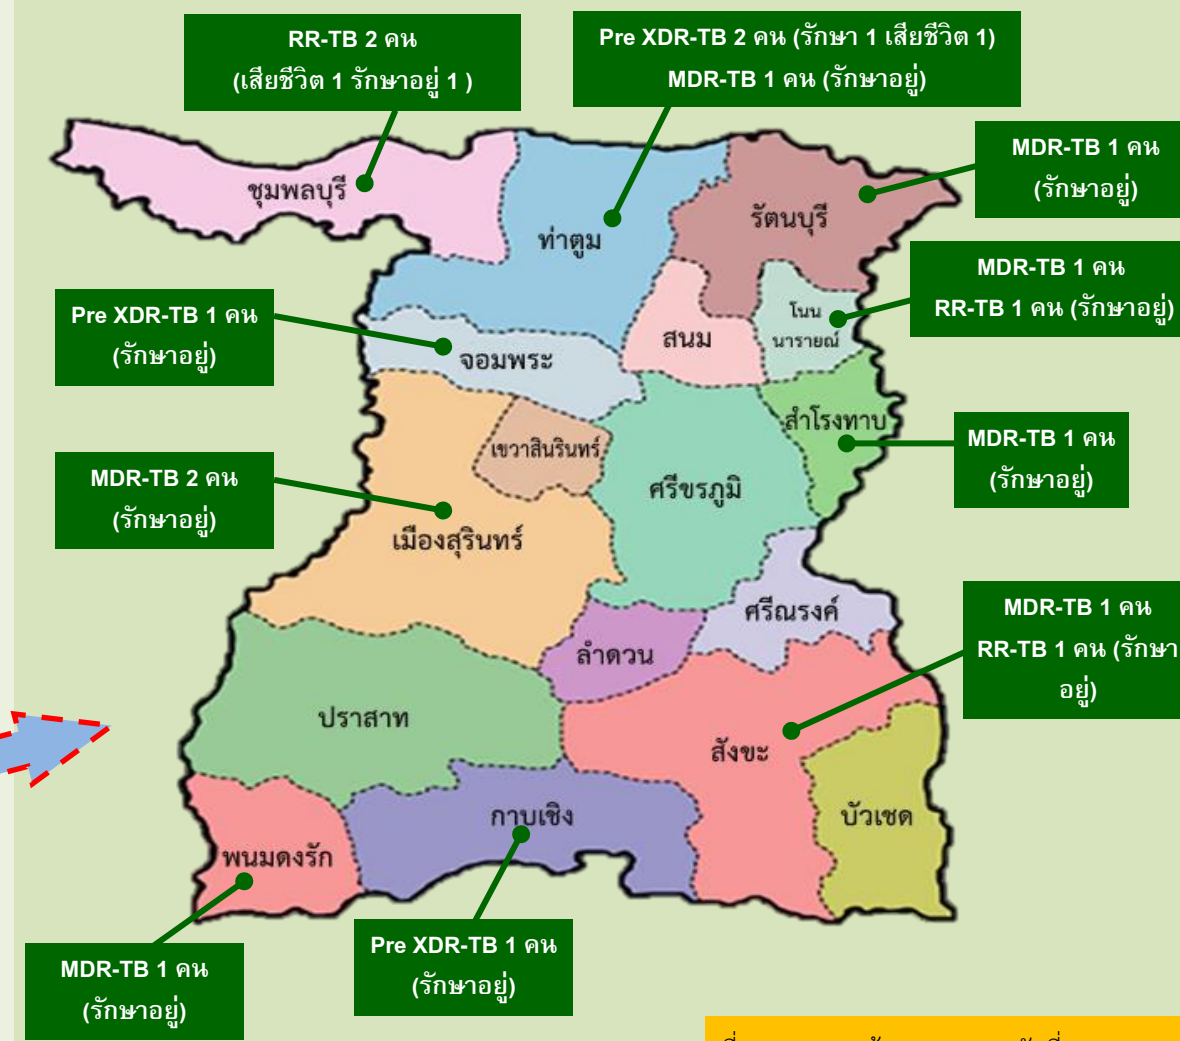 RR-TB 2 คน
(เสียชีวิต 1 รักษาอยู่ 1 )
Pre XDR-TB 2 คน (รักษา 1 เสียชีวิต 1)
MDR-TB 1 คน (รักษาอยู่)
MDR-TB 1 คน
(รักษาอยู่)
ชุมพลบุรี
ท่าตูม
รัตนบุรี
MDR-TB 1 คน
RR-TB 1 คน (รักษาอยู่)
Pre XDR-TB 1 คน
(รักษาอยู่)
จอมพระ
สนม
โนน
นารายณ์
สำโรงทาบ
MDR-TB 1 คน
(รักษาอยู่)
เขวาสินรินทร์
ศรีขรภูมิ
MDR-TB 2 คน
(รักษาอยู่)
เมืองสุรินทร์
ศรีณรงค์
MDR-TB 1 คน
RR-TB 1 คน (รักษา
อยู่)
ลำดวน
ปราสาท
สังขะ
บัวเชด
กาบเชิง
พนมดงรัก
Pre XDR-TB 1 คน
(รักษาอยู่)
MDR-TB 1 คน
(รักษาอยู่)